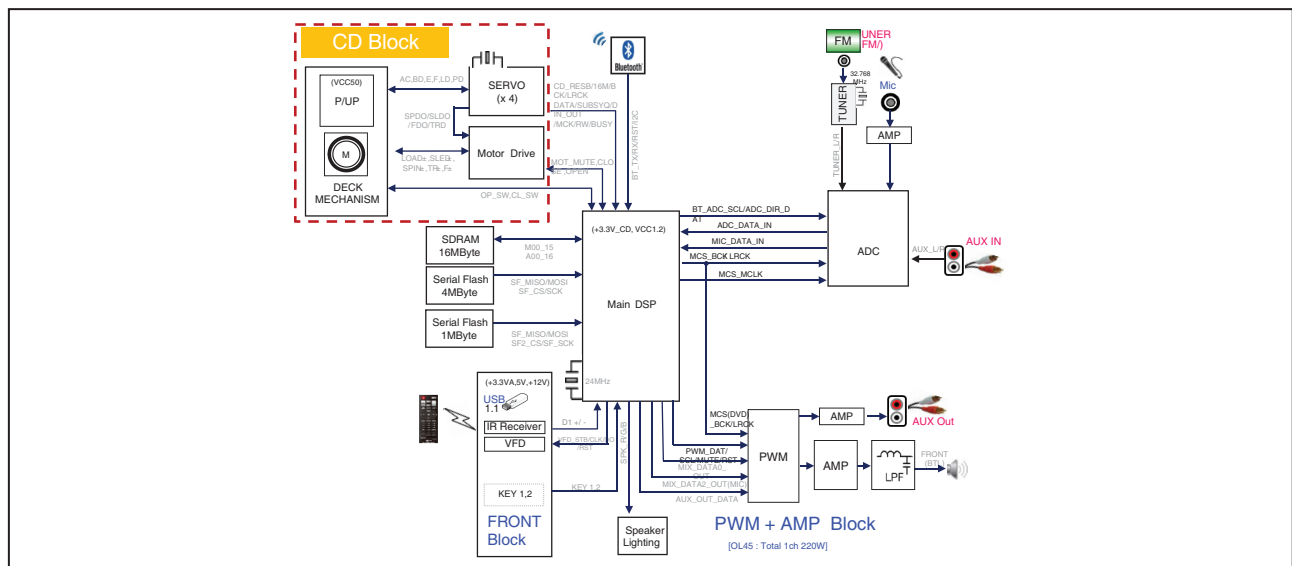 CD Block
(VCC50)
P/UP
M
DECK
MECHANISM
AC,BD,E,F,LD,PD
SERVO
(x 4)
SPDO/SLDO
/FDO/TRD
Motor Drive
LOAD±,SLED±,
SPIN±,TR±,F±
CD_RESB/16M/B
CK/LRCK
DATA/SUBSYQ/D
IN_OUT
/MCK/RW/BUSY
MOT_MUTE,CLO
SE,OPEN
OP_SW,CL_SW
Bluetooth
BT_TX/RX/RST/I2C
FM
UNER
FM/)
32.768
MHz
TUNER
Mic
AMP
TUNER_L/R
ADC
AUX_L/R
AUX IN
(+3.3V_CD, VCC1.2)
Main DSP
BT_ADC_SCL/ADC_DIR_D
AT
ADC_DATA_IN
MIC_DATA_IN
MCS_BCK/LRCK
MCS_MCLK
SDRAM
16MByte
M00_15
A00_16
Serial Flash
4MByte
SF_MISO/MOSI
SF_CS/SCK
Serial Flash
1MByte
SF_MISO/MOSI
SF2_CS/SF_SCK
24MHz
(+3.3VA,5V,+12V)
USB
1.1
IR Receiver
VFD
KEY 1,2
FRONT
Block
D1 +/ -
VFD_STB/CLK/DO
/RST
KEY 1,2
SPK_R/G/B
Speaker
Lighting
MCS(DVD)
_BCK/LRCK
PWM_DAT/
SCL/MUTE/RST
MIX_DATA0_
OUT
MIX_DATA2_OUT(MIC)
AUX_OUT_DATA
PWM
AMP
AUX Out
AMP
LPF
FRONT
(BTL)
PWM + AMP Block
[OL45 : Total 1ch 220W]